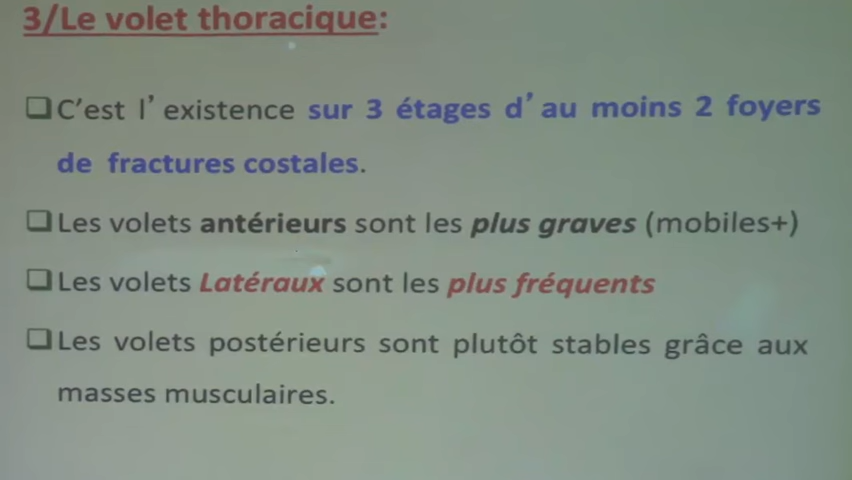 3/Le volet thoracique:
❑C’est l’existence sur 3 étages d’au moins 2 foyers
de fractures costales.
❑Les volets antérieurs sont les plus graves (mobiles+)
❑Les volets Latéraux sont les plus fréquents
❑Les volets postérieurs sont plutôt stables grâce aux
masses musculaires.